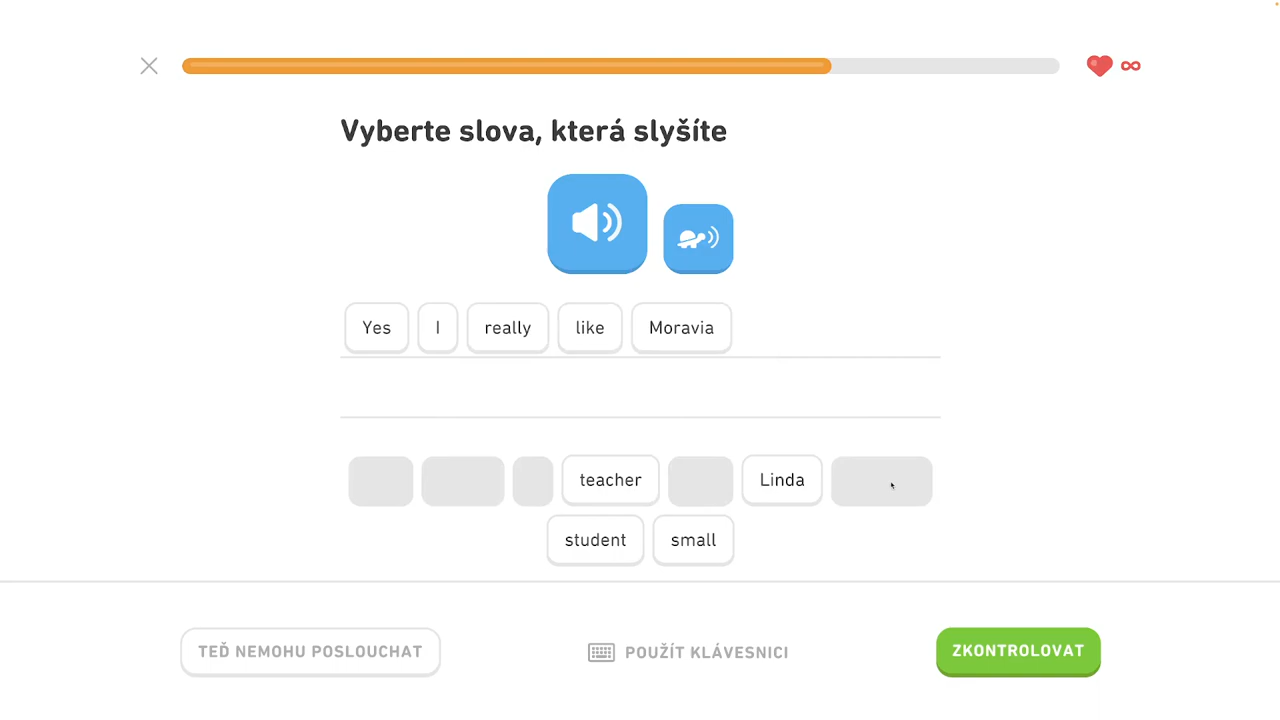 Vyberte slova, která slyšíte
Yes I really like Moravia
teacher Linda
student small
TEĎ NEMOHU POSLOUCHAT POUŽÍT KLÁVESNICI ZKONTROLOVAT